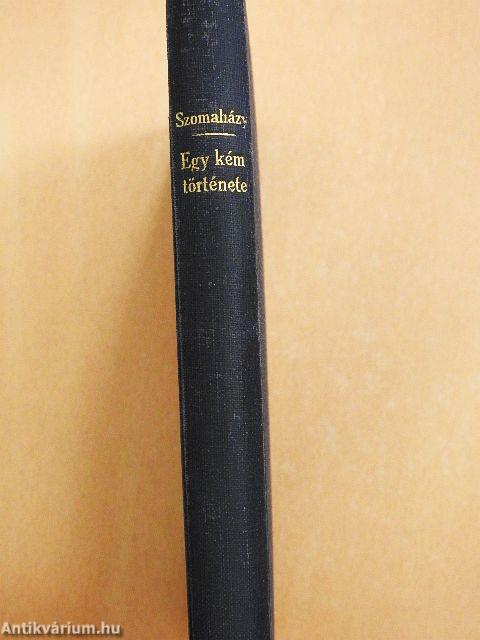 Szomaházy
Egy kém
története
Antikvárium.hu